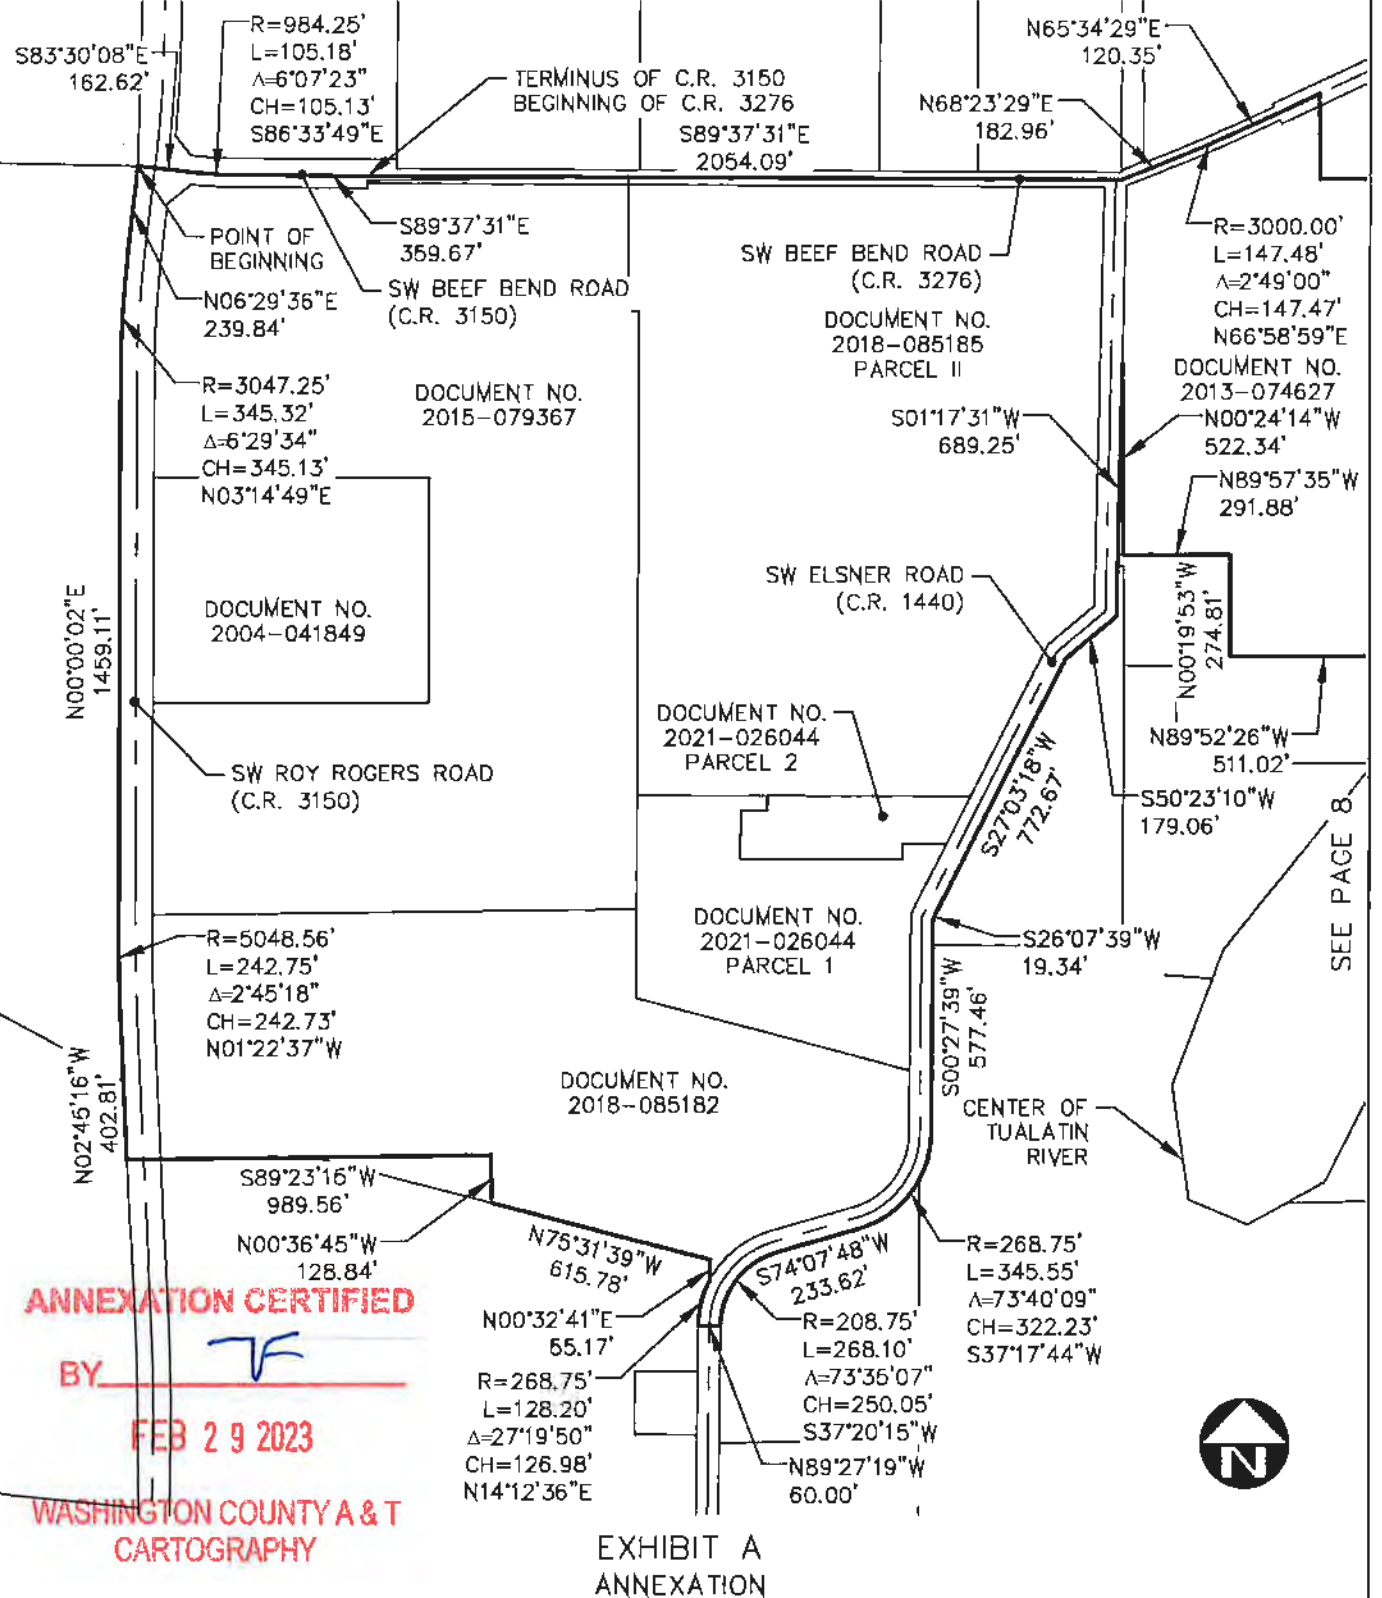 S83°30'08"E
162.62'
R=984.25'
L=105.18'
Δ=6°07'23"
CH=105.13'
S86°33'49"E
TERMINUS OF C.R. 3150
BEGINNING OF C.R. 3276
S89°37'31"E
2054.09'
N65°34'29"E
120.35'
N68°23'29"E
182.96'
POINT OF
BEGINNING
S89°37'31"E
359.67'
SW BEEF BEND ROAD
(C.R. 3150)
SW BEEF BEND ROAD
(C.R. 3276)
R=3000.00'
L=147.48'
Δ=2°49'00"
CH=147.47'
N66°58'59"E
N06°29'36"E
239.84'
DOCUMENT NO.
2018-085185
PARCEL II
DOCUMENT NO.
2013-074627
R=3047.25'
L=345.32'
Δ=6°29'34"
CH=345.13'
N03°14'49"E
DOCUMENT NO.
2015-079367
S01°17'31"W
689.25'
N00°24'14"W
522.34'
N89°57'35"W
291.88'
SW ELSNER ROAD
(C.R. 1440)
N00°19'53"W
274.81'
N00°00'02"E
1459.11'
DOCUMENT NO.
2004-041849
DOCUMENT NO.
2021-026044
PARCEL 2
N89°52'26"W
511.02'
SW ROY ROGERS ROAD
(C.R. 3150)
S27°03'18"W
772.67'
S50°23'10"W
179.06'
SEE PAGE 8
DOCUMENT NO.
2021-026044
PARCEL 1
S26°07'39"W
19.34'
R=5048.56'
L=242.75'
Δ=2°45'18"
CH=242.73'
N01°22'37"W
S00°27'39"W
577.46'
N02°45'16"W
402.81'
DOCUMENT NO.
2018-085182
CENTER OF
TUALATIN
RIVER
S89°23'16"W
989.56'
N00°36'45"W
128.84'
N75°31'39"W
615.78'
S74°07'48"W
233.62'
R=268.75'
L=345.55'
Δ=73°40'09"
CH=322.23'
S37°17'44"W
N00°32'41"E
55.17'
R=208.75'
L=268.10'
Δ=73°35'07"
CH=250.05'
S37°20'15"W
R=268.75'
L=128.20'
Δ=27°19'50"
CH=126.98'
N14°12'36"E
N89°27'19"W
60.00'
ANNEXATION CERTIFIED
BY
FEB 29 2023
WASHINGTON COUNTY A & T
CARTOGRAPHY
N
EXHIBIT A
ANNEXATION